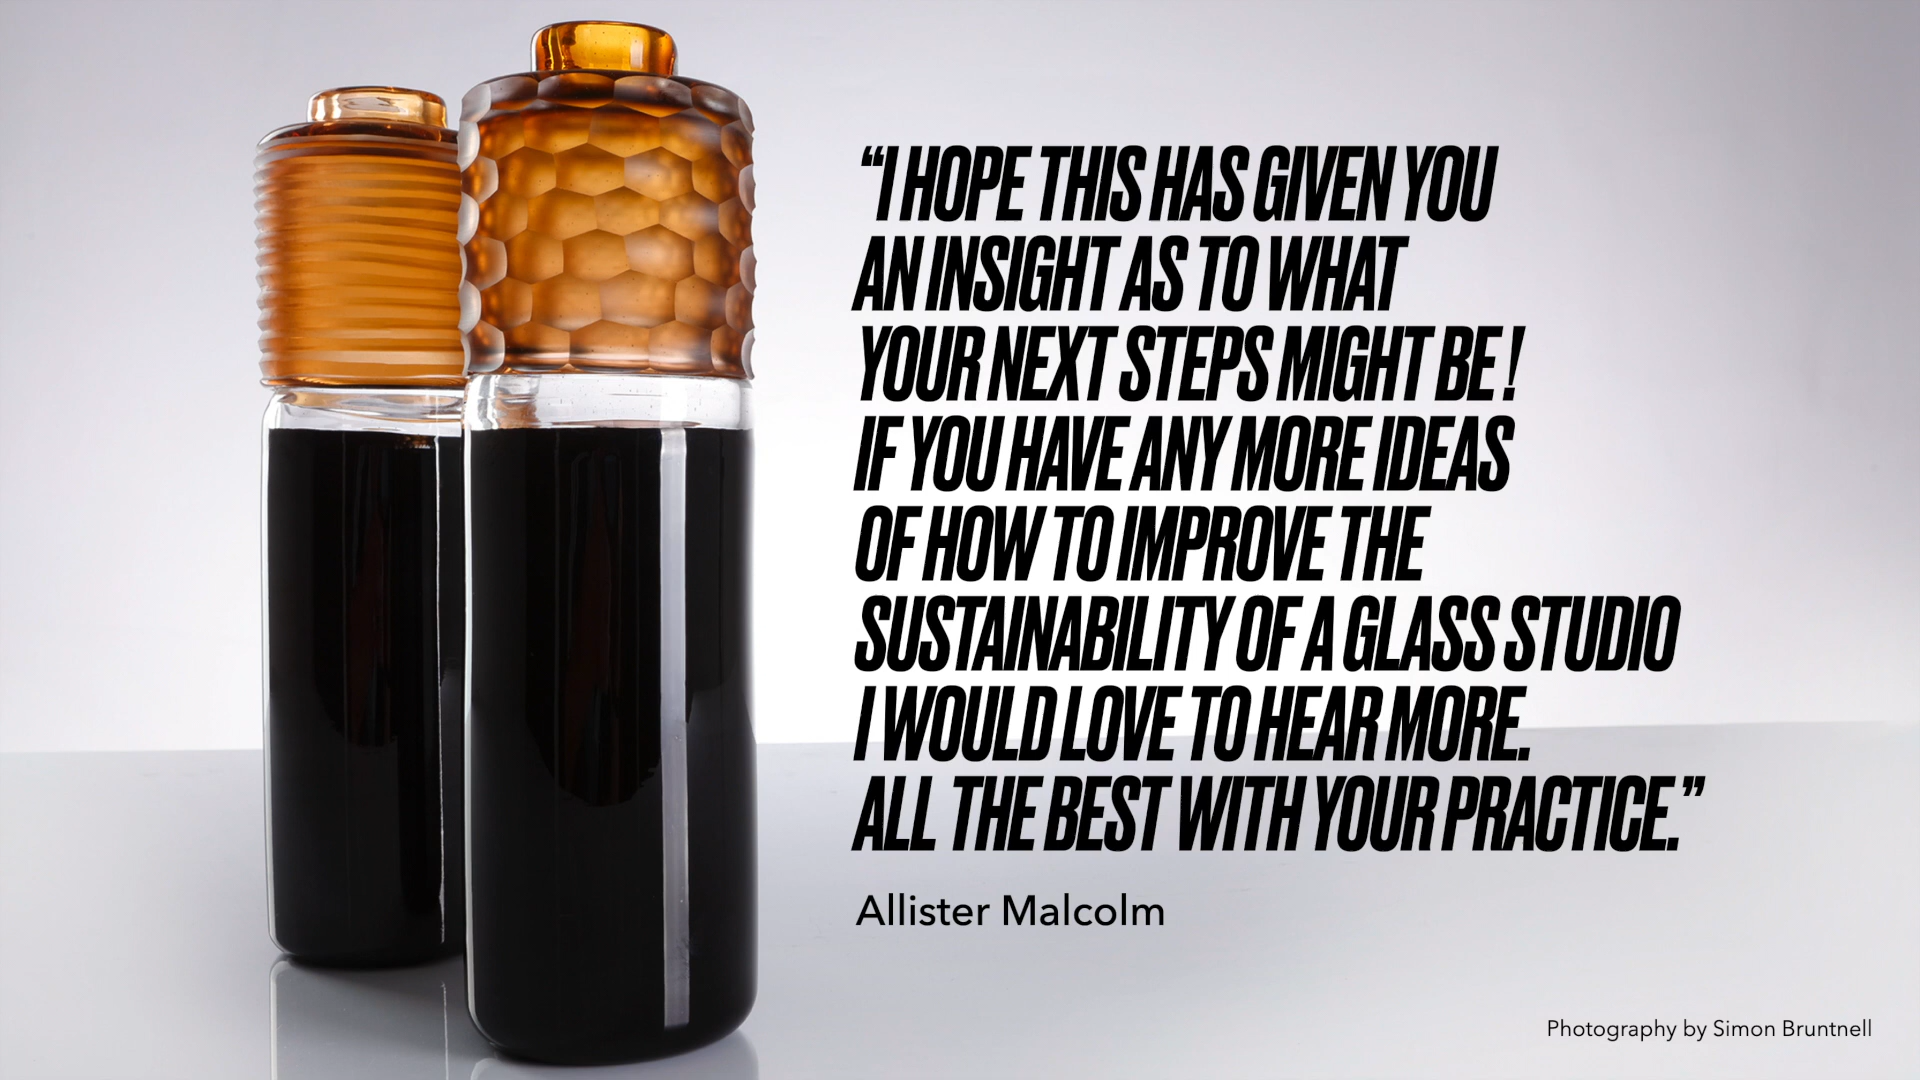 “I HOPE THIS HAS GIVEN YOU
AN INSIGHT AS TO WHAT
YOUR NEXT STEPS MIGHT BE !
IF YOU HAVE ANY MORE IDEAS
OF HOW TO IMPROVE THE
SUSTAINABILITY OF A GLASS STUDIO
I WOULD LOVE TO HEAR MORE.
ALL THE BEST WITH YOUR PRACTICE.”
Allister Malcolm
Photography by Simon Bruntnell